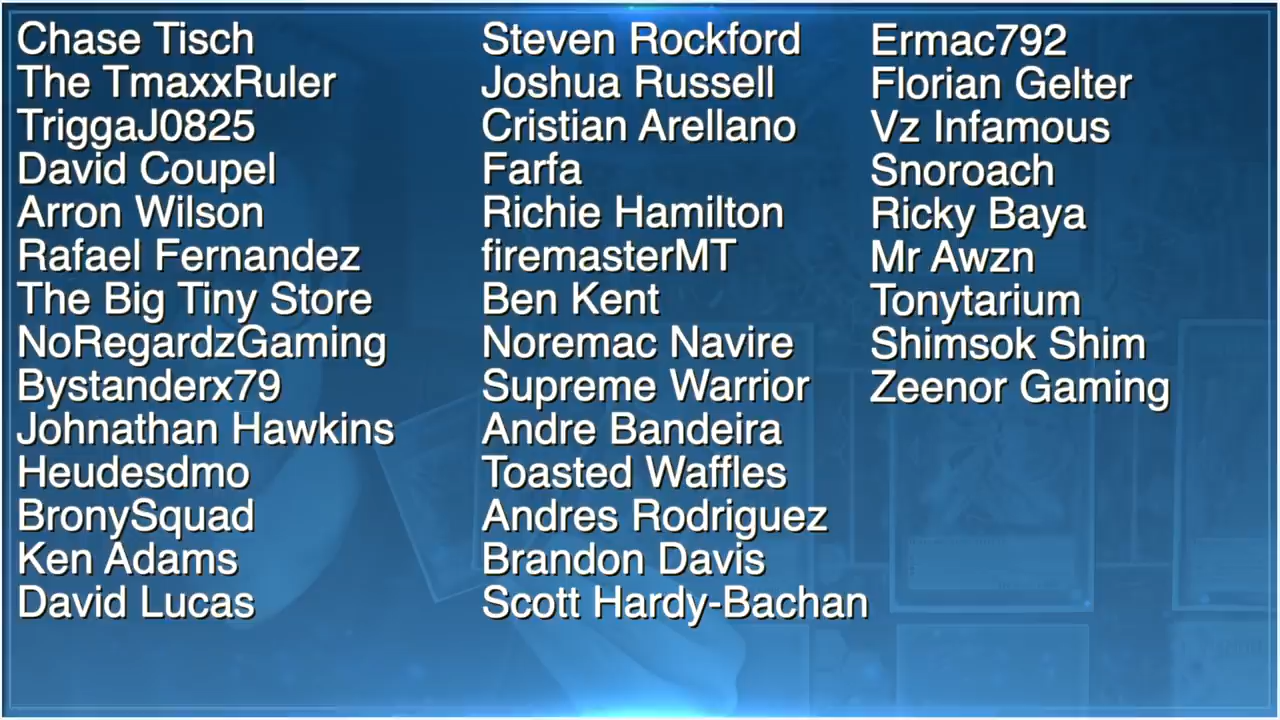 Chase Tisch
The TmaxxRuler
TriggaJ0825
David Coupel
Arron Wilson
Rafael Fernandez
The Big Tiny Store
NoRegardzGaming
Bystanderx79
Johnathan Hawkins
Heudesdmo
BronySquad
Ken Adams
David Lucas
Steven Rockford
Joshua Russell
Cristian Arellano
Farfa
Richie Hamilton
firemasterMT
Ben Kent
Noremac Navire
Supreme Warrior
Andre Bandeira
Toasted Waffles
Andres Rodriguez
Brandon Davis
Scott Hardy-Bachan
Ermac792
Florian Gelter
Vz Infamous
Snoroach
Ricky Baya
Mr Awzn
Tonytarium
Shimsok Shim
Zeenor Gaming